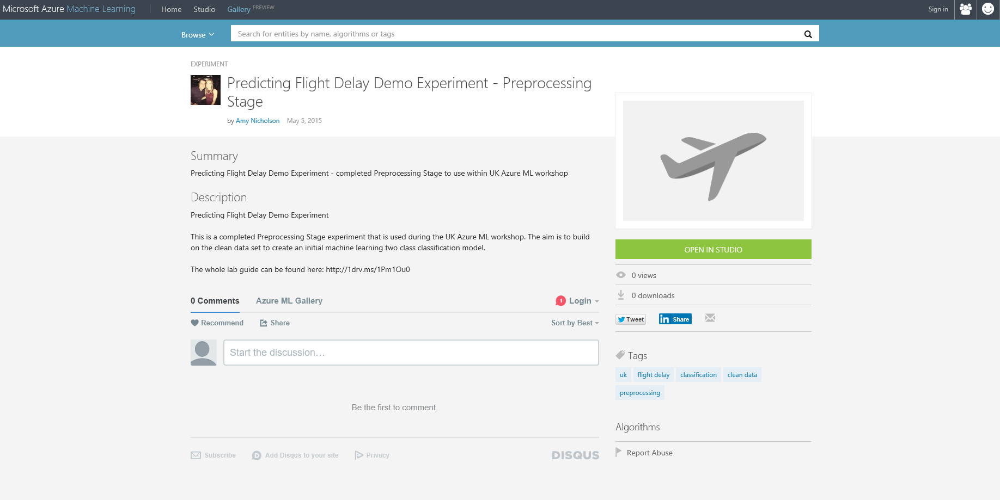 Microsoft Azure Machine Learning
Home
Studio
Gallery PREVIEW
Sign in
Browse
Search for entities by name, algorithms or tags
EXPERIMENT
Predicting Flight Delay Demo Experiment - Preprocessing
Stage
by Amy Nicholson May 5, 2015
Summary
Predicting Flight Delay Demo Experiment - completed Preprocessing Stage to use within UK Azure ML workshop
Description
Predicting Flight Delay Demo Experiment
This is a completed Preprocessing Stage experiment that is used during the UK Azure ML workshop. The aim is to build
on the clean data set to create an initial machine learning two class classification model.
The whole lab guide can be found here: http://1drv.ms/1Pm1Ou0
0 Comments
Azure ML Gallery
1 Login
Recommend
Share
Sort by Best
Start the discussion…
Be the first to comment.
Subscribe
D Add Disqus to your site
Privacy
DISQUS
OPEN IN STUDIO
0 views
0 downloads
Tweet
in Share
Tags
uk
flight delay
classification
clean data
preprocessing
Algorithms
Report Abuse